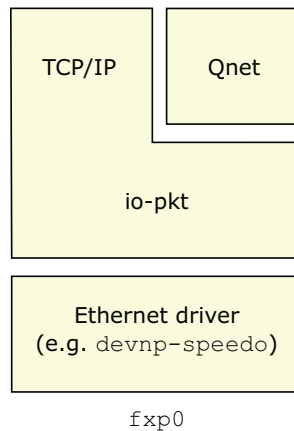 TCP/IP
Qnet
io-pkt
Ethernet driver
(e.g. devnp-speedo)
fxp0